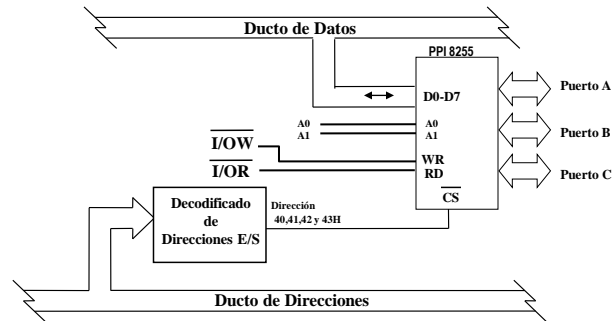 Ducto de Datos
PPI 8255
D0-D7
Puerto A
A0
A1
A0
A1
Puerto B
I/OW
I/OR
WR
RD
Puerto C
CS
Decodificado
de
Direcciones E/S
Dirección
40,41,42 y 43H
Ducto de Direcciones